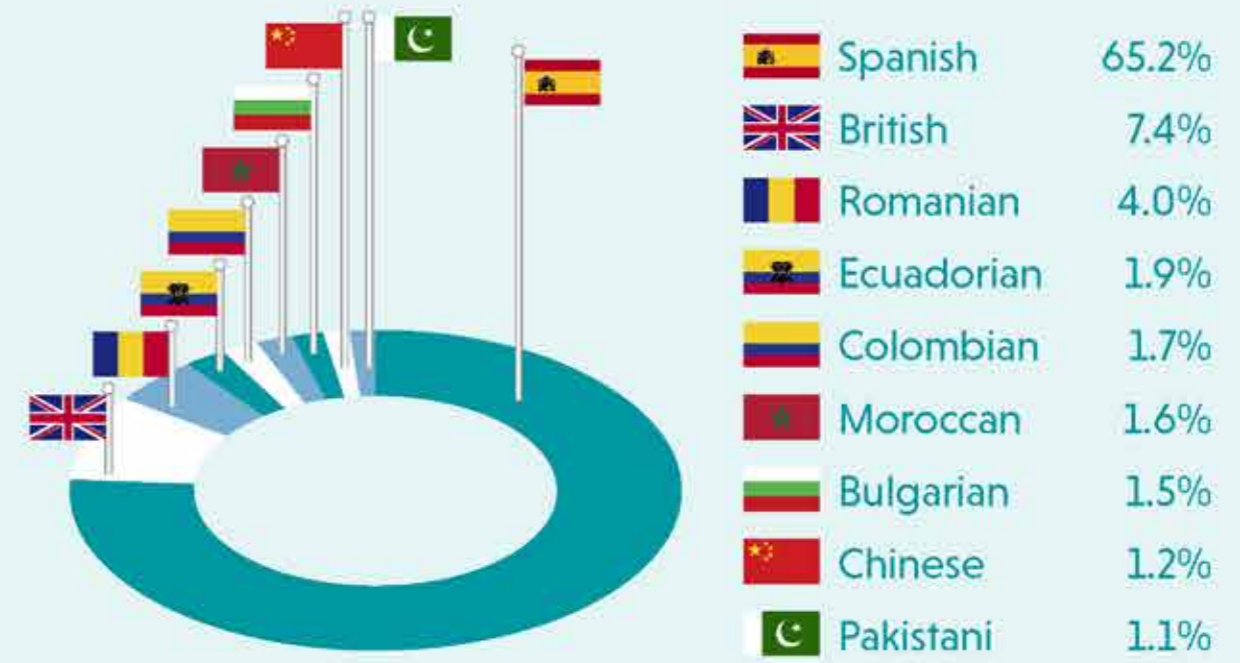 Spanish 65.2%
British 7.4%
Romanian 4.0%
Ecuadorian 1.9%
Colombian 1.7%
Moroccan 1.6%
Bulgarian 1.5%
Chinese 1.2%
Pakistani 1.1%